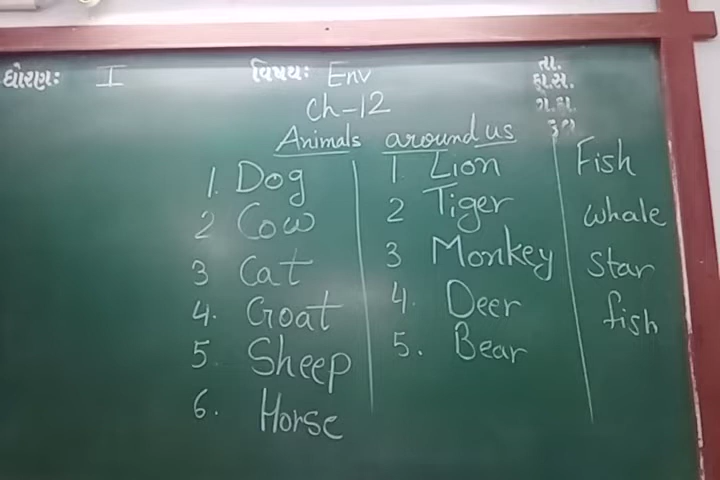 ધોરણ: I
વિષય: Env
તા.
કુ.સ.
ગે.હા.
કુલ
Ch-12
Animals around us
1. Dog
2 Cow
3 Cat
4. Goat
5. Sheep
6. Horse
1. Lion
2 Tiger
3 Monkey
4. Deer
5. Bear
Fish
whale
Star
fish